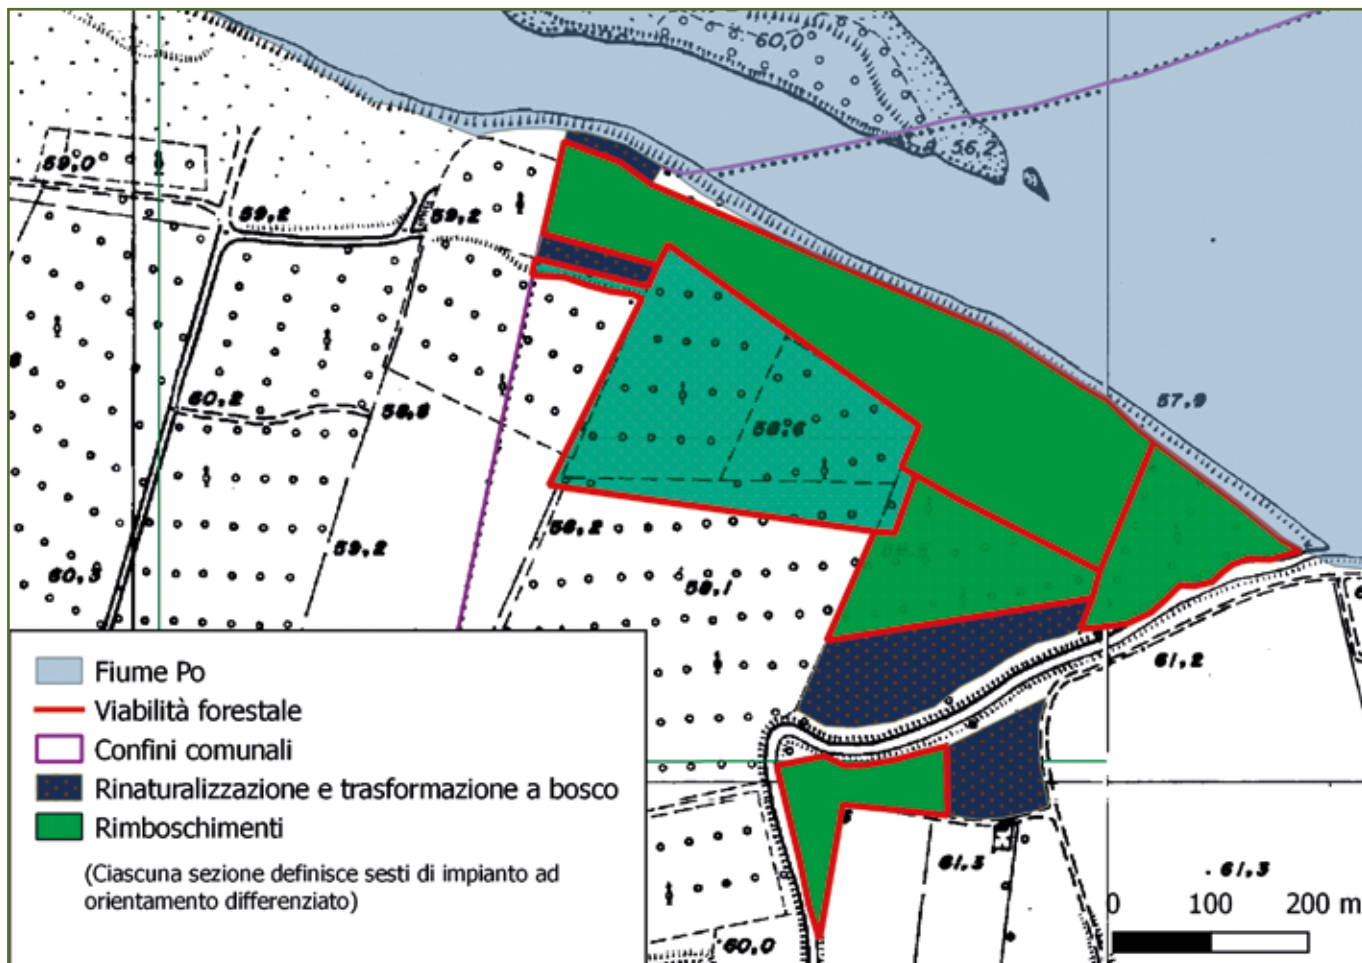 60,0
56,2
59,0
59,2
59,2
57,9
60,2
58,8
58,6
58,2
59,2
60,3
58,1
61,2
61,3
61,3
60,0
Fiume Po
Viabilità forestale
Confini comunali
Rinaturalizzazione e trasformazione a bosco
Rimboschimenti
(Ciascuna sezione definisce sesti di impianto ad
orientamento differenziato)
0 100 200 m